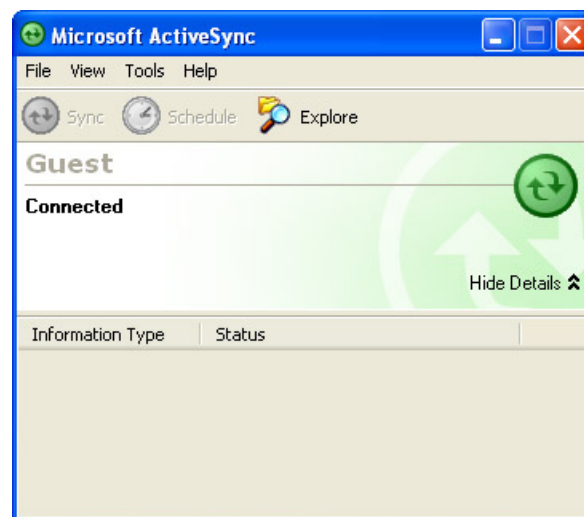 Microsoft ActiveSync
File View Tools Help
Sync Schedule Explore
Guest
Connected
Hide Details
Information Type Status